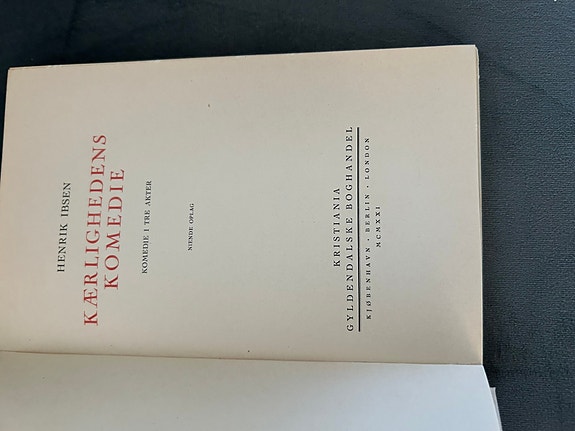 HENRIK IBSEN
KÆRLIGHEDENS
KOMEDIE
KOMEDIE I TRE AKTER
NIENDE OPLAG
KRISTIANIA
GYLDENDALSKE BOGHANDEL
KJØBENHAVN · BERLIN · LONDON
MCMXXI